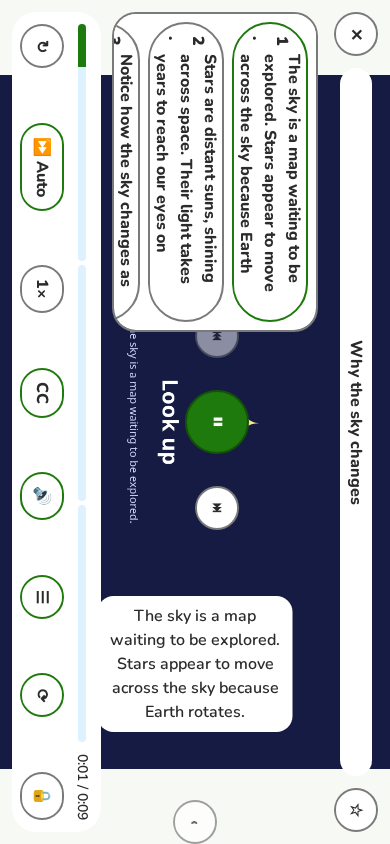 Why the sky changes
1
.
The sky is a map waiting to be
explored. Stars appear to move
across the sky because Earth
2
.
Stars are distant suns, shining
across space. Their light takes
years to reach our eyes on
Notice how the sky changes as
Look up
e sky is a map waiting to be explored.
The sky is a map
waiting to be explored.
Stars appear to move
across the sky because
Earth rotates.
Auto
1×
CC
0:01 / 0:09